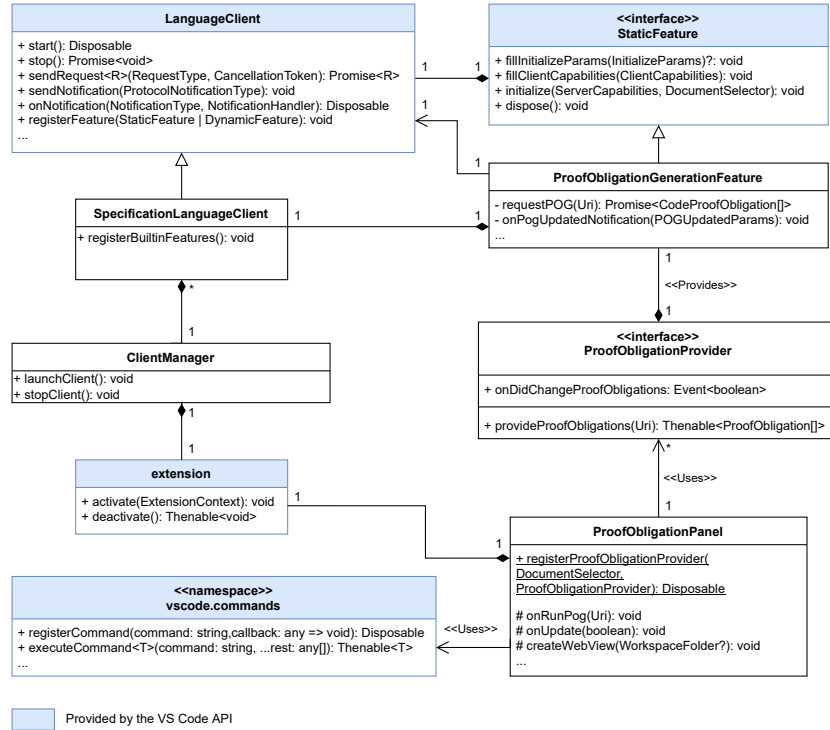 LanguageClient
+ start(): Disposable
+ stop(): Promise<void>
+ sendRequest<R>(RequestType, CancellationToken): Promise<R>
+ sendNotification(ProtocolNotificationType): void
+ onNotification(NotificationType, NotificationHandler): Disposable
+ registerFeature(StaticFeature | DynamicFeature): void
...
1
1
1
1
<<interface>>
StaticFeature
+ fillInitializeParams(InitializeParams)?: void
+ fillClientCapabilities(ClientCapabilities): void
+ initialize(ServerCapabilities, DocumentSelector): void
+ dispose(): void
SpecificationLanguageClient
+ registerBuiltinFeatures(): void
1
1
ProofObligationGenerationFeature
- requestPOG(Uri): Promise<CodeProofObligation[]>
- onPogUpdatedNotification(POGUpdatedParams): void
...
*
1
1
<<Provides>>
1
ClientManager
+ launchClient(): void
+ stopClient(): void
<<interface>>
ProofObligationProvider
+ onDidChangeProofObligations: Event<boolean>
+ provideProofObligations(Uri): Thenable<ProofObligation[]>
1
1
*
<<Uses>>
1
extension
+ activate(ExtensionContext): void
+ deactivate(): Thenable<void>
1
1
ProofObligationPanel
+ registerProofObligationProvider(
DocumentSelector,
ProofObligationProvider): Disposable
# onRunPog(Uri): void
# onUpdate(boolean): void
# createWebView(WorkspaceFolder?): void
...
<<namespace>>
vscode.commands
+ registerCommand(command: string,callback: any => void): Disposable
+ executeCommand<T>(command: string, ...rest: any[]): Thenable<T>
...
<<Uses>>
Provided by the VS Code API